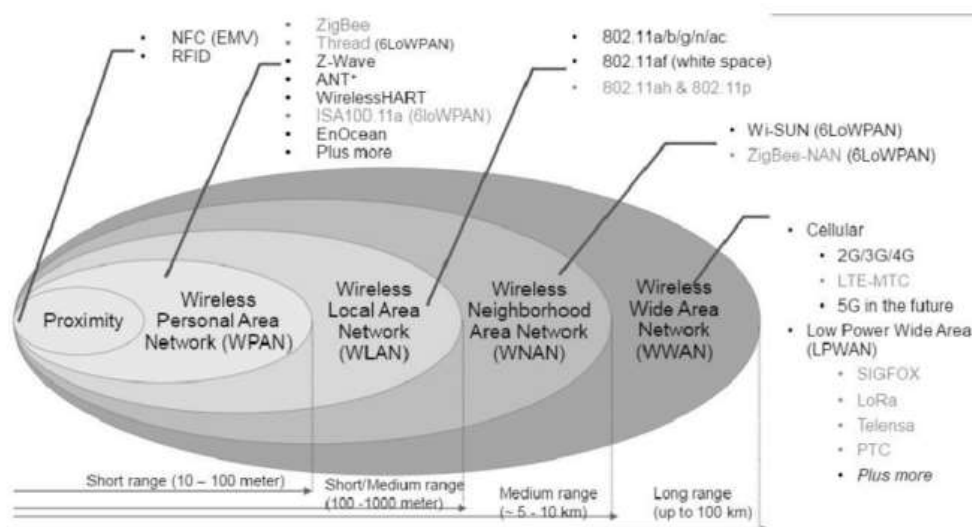 • NFC (EMV)
• RFID
• ZigBee
• Thread (6LoWPAN)
• Z-Wave
• ANT+
• WirelessHART
• ISA100.11a (6loWPAN)
• EnOcean
• Plus more
• 802.11a/b/g/n/ac
• 802.11af (white space)
• 802.11ah & 802.11p
• Wi-SUN (6LoWPAN)
• ZigBee-NAN (6LoWPAN)
• Cellular
• 2G/3G/4G
• LTE-MTC
• 5G in the future
• Low Power Wide Area
(LPWAN)
• SIGFOX
• LoRa
• Telensa
• PTC
• Plus more
Proximity
Wireless
Personal Area
Network (WPAN)
Wireless
Local Area
Network
(WLAN)
Wireless
Neighborhood
Area Network
(WNAN)
Wireless
Wide Area
Network
(WWAN)
Short range (10 – 100 meter)
Short/Medium range
(100 -1000 meter)
Medium range
(~ 5 - 10 km)
Long range
(up to 100 km)